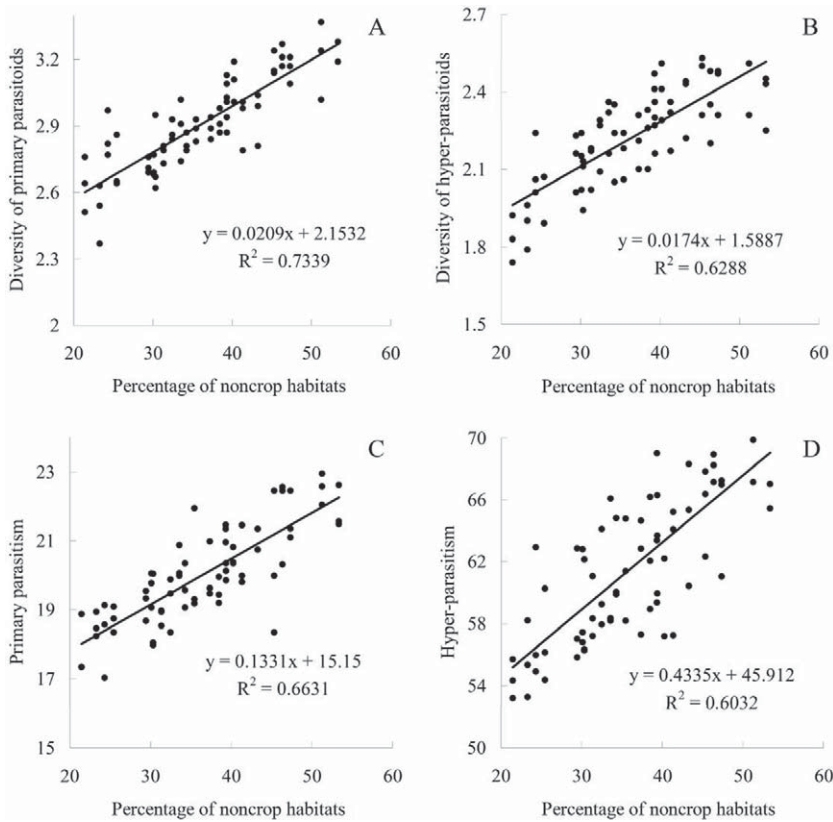 A
Diversity of primary parasitoids
3.2
2.9
2.6
2.3
2
y = 0.0209x + 2.1532
R² = 0.7339
20 30 40 50 60
Percentage of noncrop habitats
B
Diversity of hyper-parasitoids
2.7
2.4
2.1
1.8
1.5
y = 0.0174x + 1.5887
R² = 0.6288
20 30 40 50 60
Percentage of noncrop habitats
C
Primary parasitism
23
21
19
17
15
y = 0.1331x + 15.15
R² = 0.6631
20 30 40 50 60
Percentage of noncrop habitats
D
Hyper-parasitism
70
66
62
58
54
50
y = 0.4335x + 45.912
R² = 0.6032
20 30 40 50 60
Percentage of noncrop habitats